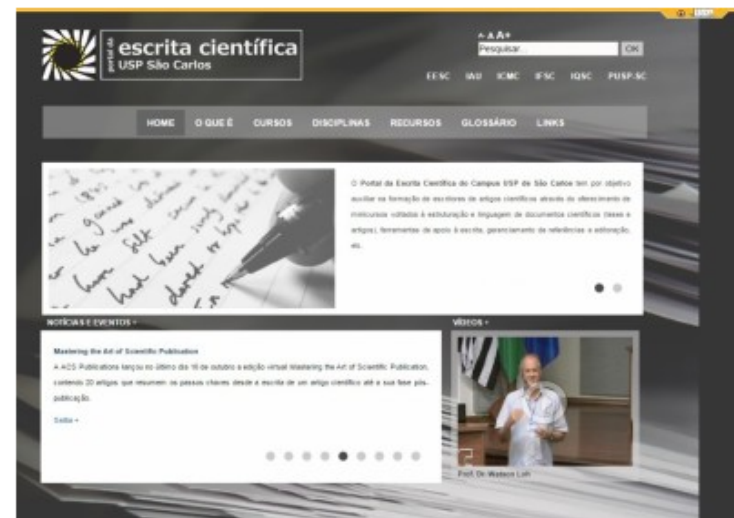 USP
portal da
escrita científica
USP São Carlos
A A A+
Pesquisar...
OK
EESC IAU ICMC IFSC IQSC PUSP-SC
HOME O QUE É CURSOS DISCIPLINAS RECURSOS GLOSSÁRIO LINKS
O Portal da Escrita Científica do Campus USP de São Carlos tem por objetivo
auxiliar na formação de escritores de artigos científicos através do oferecimento de
minicursos voltados à estruturação e linguagem de documentos científicos (teses e
artigos), ferramentas de apoio à escrita, gerenciamento de referências e editoração,
etc.
NOTÍCIAS E EVENTOS +
VÍDEOS +
Mastering the Art of Scientific Publication
A ACS Publications lançou no último dia 16 de outubro a edição virtual Mastering the Art of Scientific Publication,
contendo 20 artigos que resumem os passos chaves desde a escrita de um artigo científico até a sua fase pós-
publicação.
Saiba +
Prof. Dr. Watson Loh